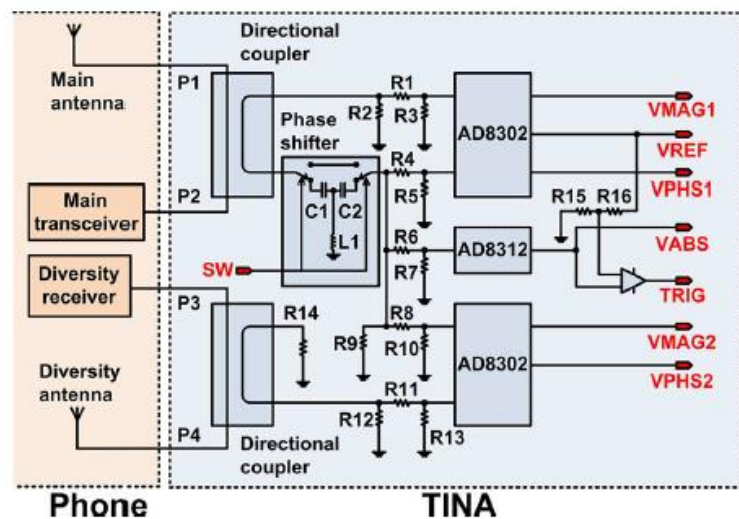 Directional
coupler
Main
antenna
P1
R1
R2
R3
AD8302
VMAG1
VREF
VPHS1
Phase
shifter
R4
R5
C1
C2
L1
P2
Main
transceiver
R15
R16
SW
R6
R7
AD8312
VABS
TRIG
Diversity
receiver
P3
R14
R8
R9
R10
AD8302
VMAG2
VPHS2
Diversity
antenna
R11
R12
R13
P4
Directional
coupler
Phone
TINA